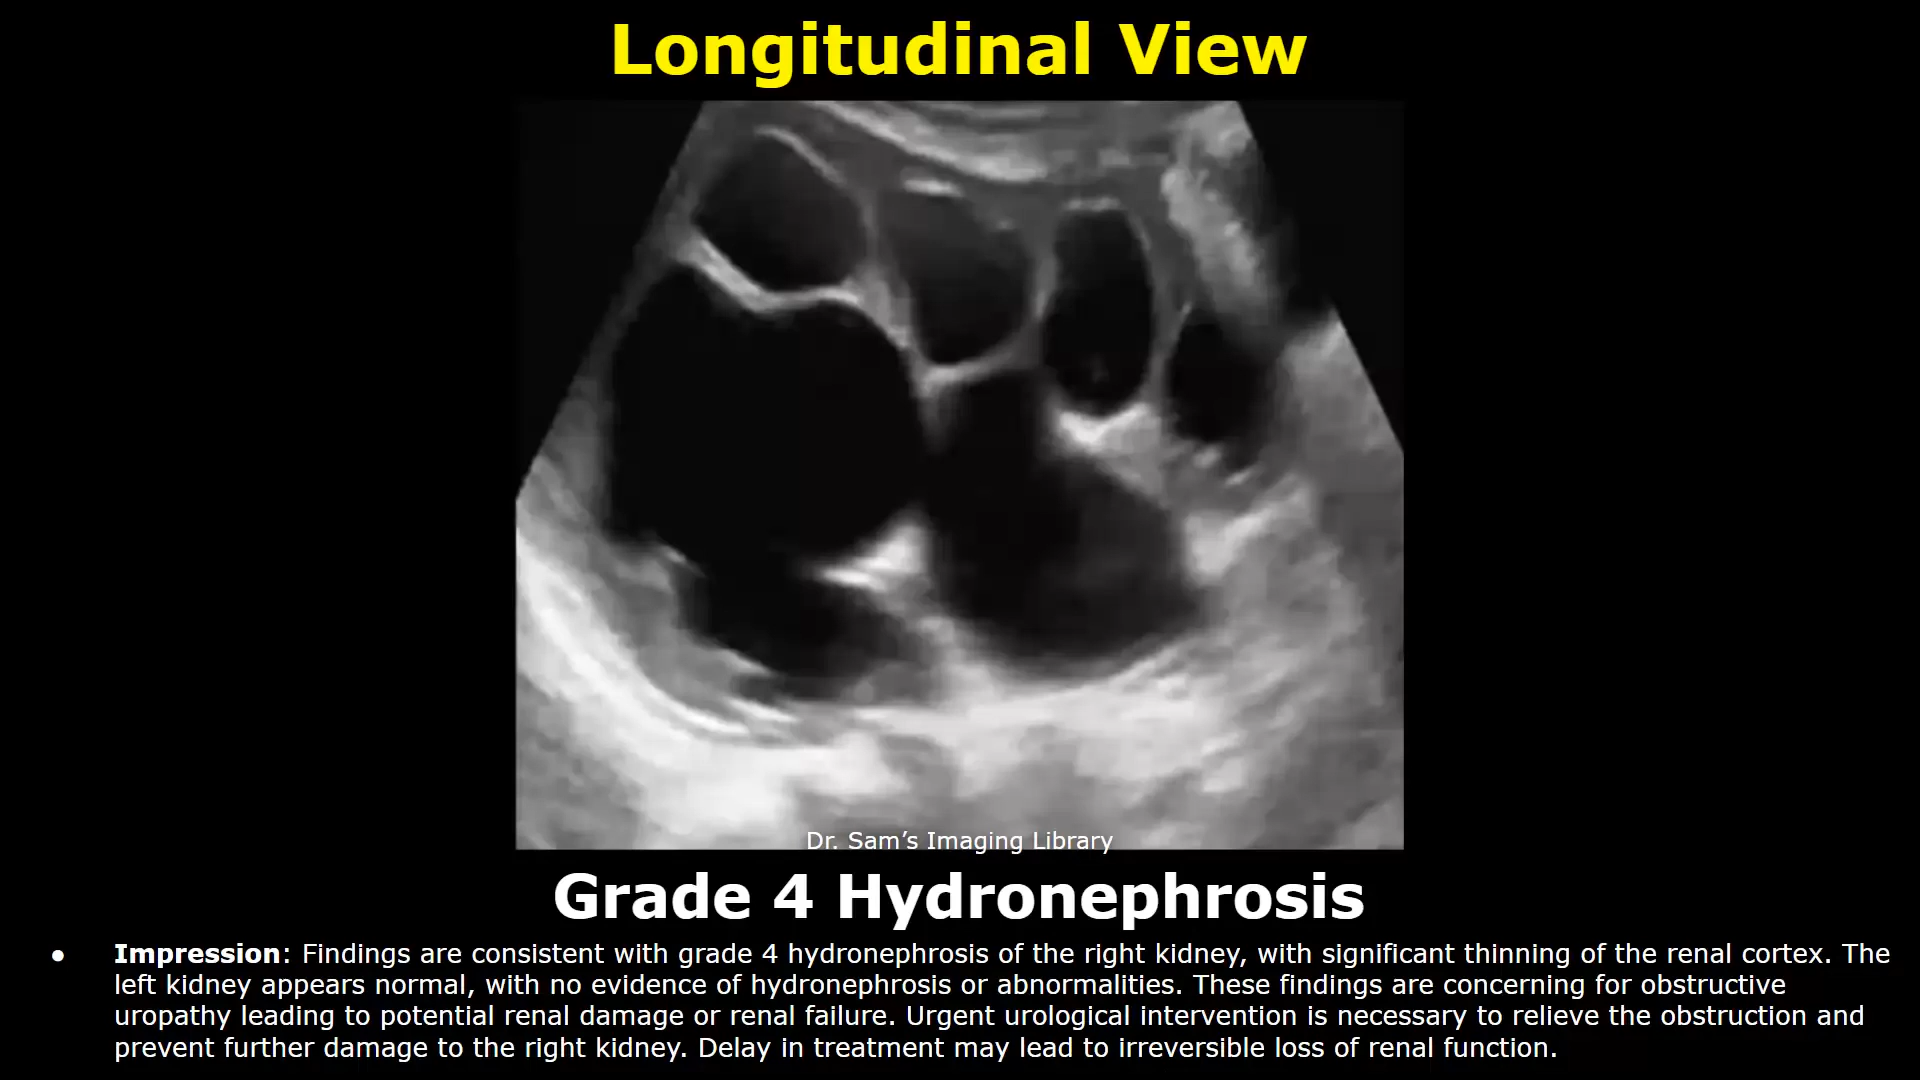 Longitudinal View
Dr. Sam’s Imaging Library
Grade 4 Hydronephrosis
• Impression: Findings are consistent with grade 4 hydronephrosis of the right kidney, with significant thinning of the renal cortex. The
left kidney appears normal, with no evidence of hydronephrosis or abnormalities. These findings are concerning for obstructive
uropathy leading to potential renal damage or renal failure. Urgent urological intervention is necessary to relieve the obstruction and
prevent further damage to the right kidney. Delay in treatment may lead to irreversible loss of renal function.